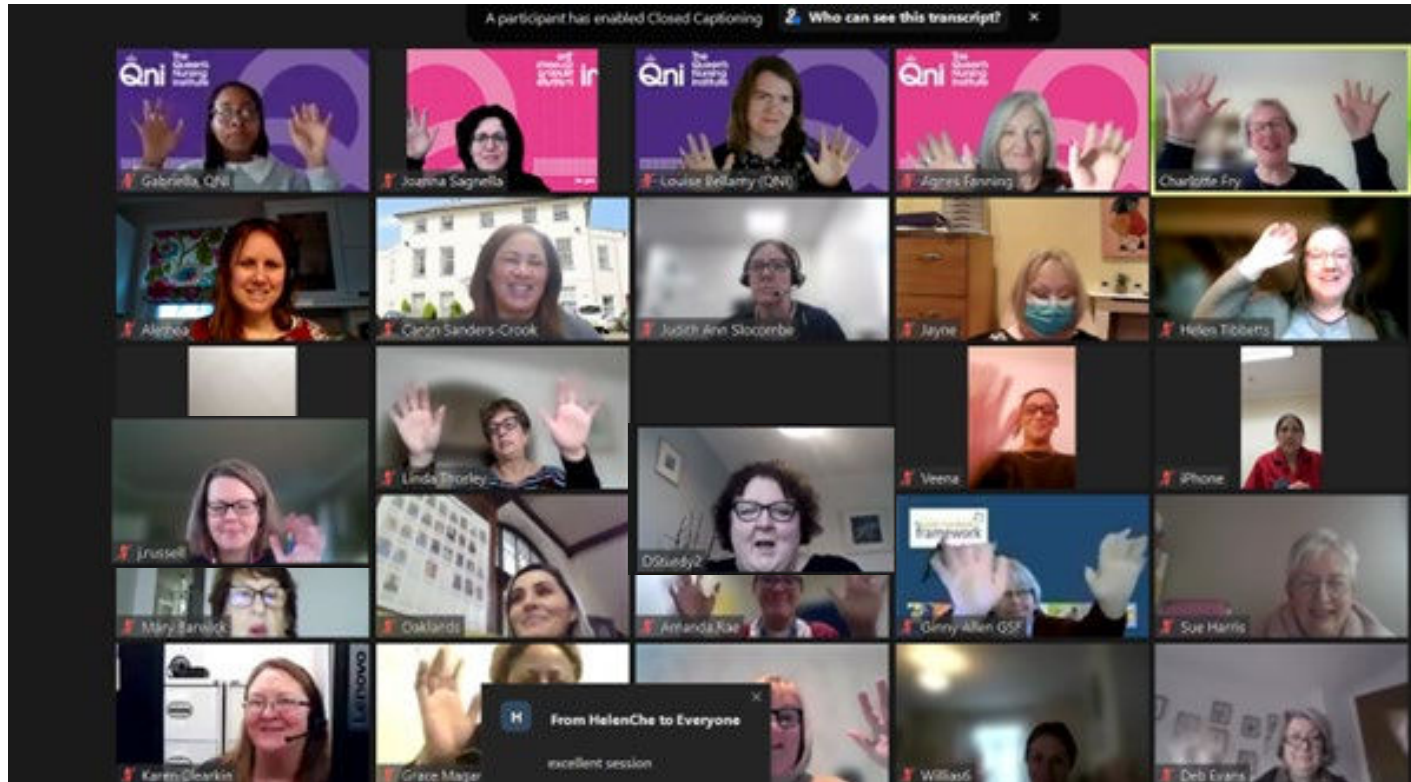 A participant has enabled Closed Captioning
Who can see this transcript?
Qni
The
Queen's
Nursing
Institute
Gabriella, QNI
Joanna Sagnella
Qni
The
Queen's
Nursing
Institute
Louise Bellamy (QNI)
Qni
The
Queen's
Nursing
Institute
Agnes Fanning
Charlotte Fry
Alethea
Caron Sanders-Crook
Judith Ann Slocombe
Jayne
Helen Tibbetts
Linda Thorley
Veena
iPhone
j.russell
DSturdy2
framework
Mary Barwick
Oaklands
Amanda Rae
Ginny Allen GSF
Sue Harris
Lenovo
H
From HelenChe to Everyone
excellent session
Karen Clearkin
Grace Magar
Willias6
Deb Evans